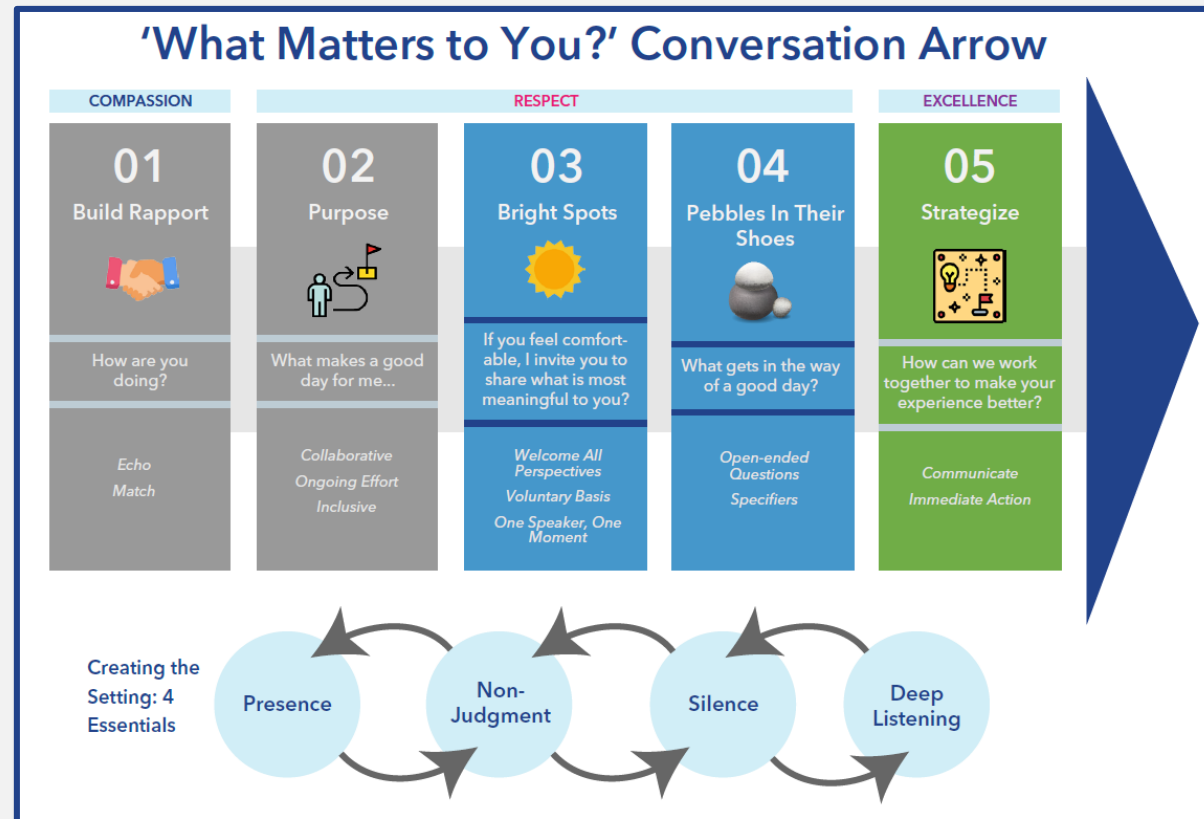 ‘What Matters to You?’ Conversation Arrow
COMPASSION
RESPECT
EXCELLENCE
01
Build Rapport
How are you
doing?
Echo
Match
02
Purpose
What makes a good
day for me...
Collaborative
Ongoing Effort
Inclusive
03
Bright Spots
If you feel comfort-
able, I invite you to
share what is most
meaningful to you?
Welcome All
Perspectives
Voluntary Basis
One Speaker, One
Moment
04
Pebbles In Their
Shoes
What gets in the way
of a good day?
Open-ended
Questions
Specifiers
05
Strategize
How can we work
together to make your
experience better?
Communicate
Immediate Action
Creating the
Setting: 4
Essentials
Presence
Non-
Judgment
Silence
Deep
Listening